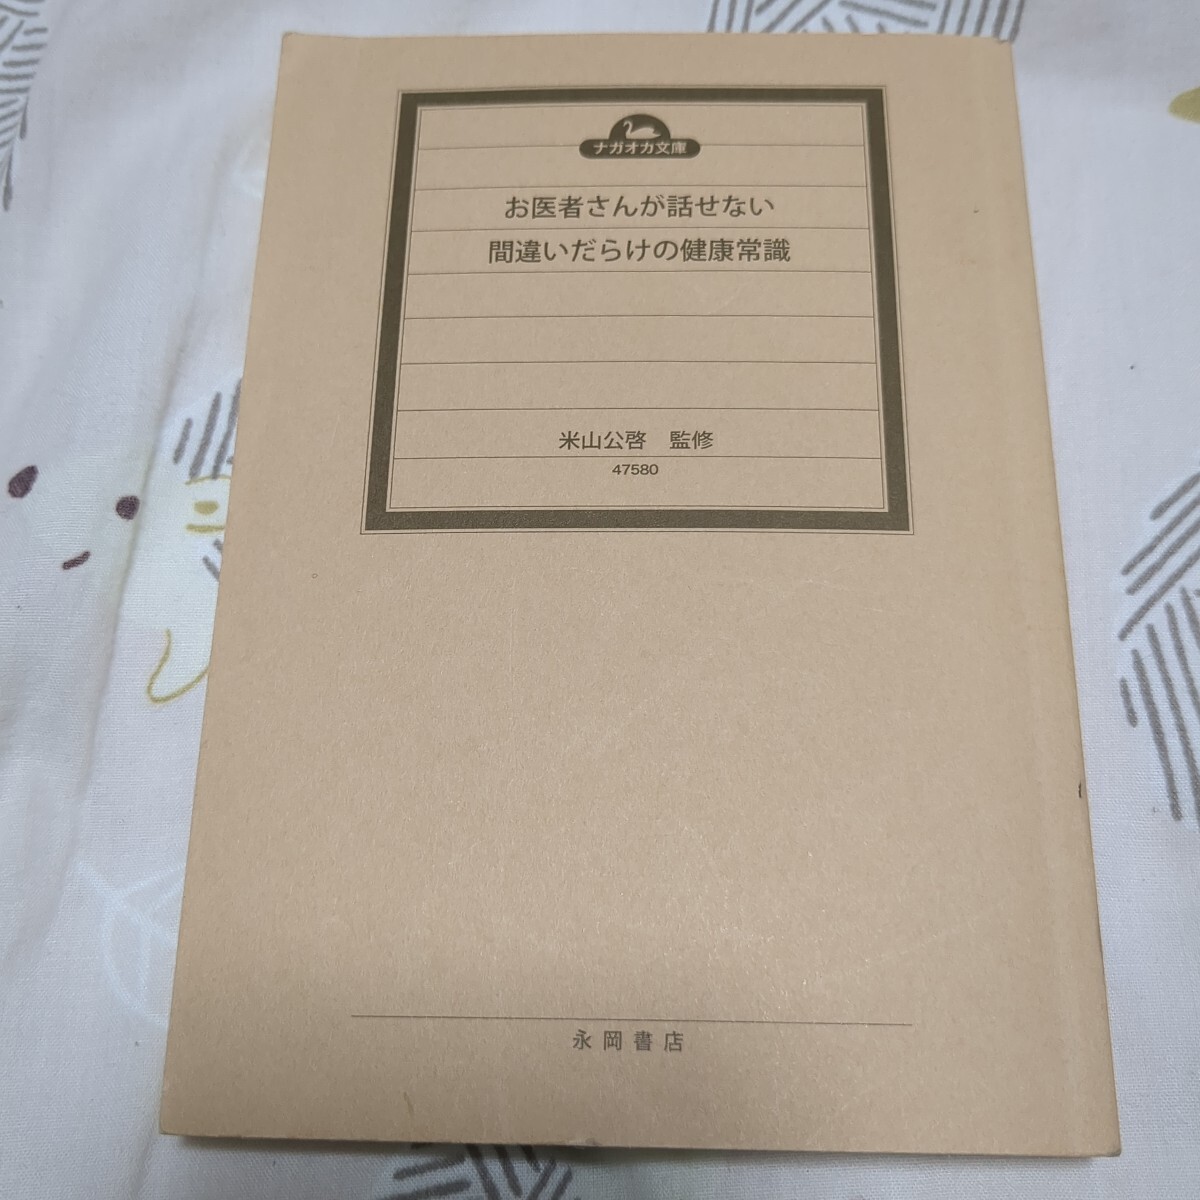 ナガオカ文庫
お医者さんが話せない
間違いだらけの健康常識
米山公啓　監修
47580
永岡書店